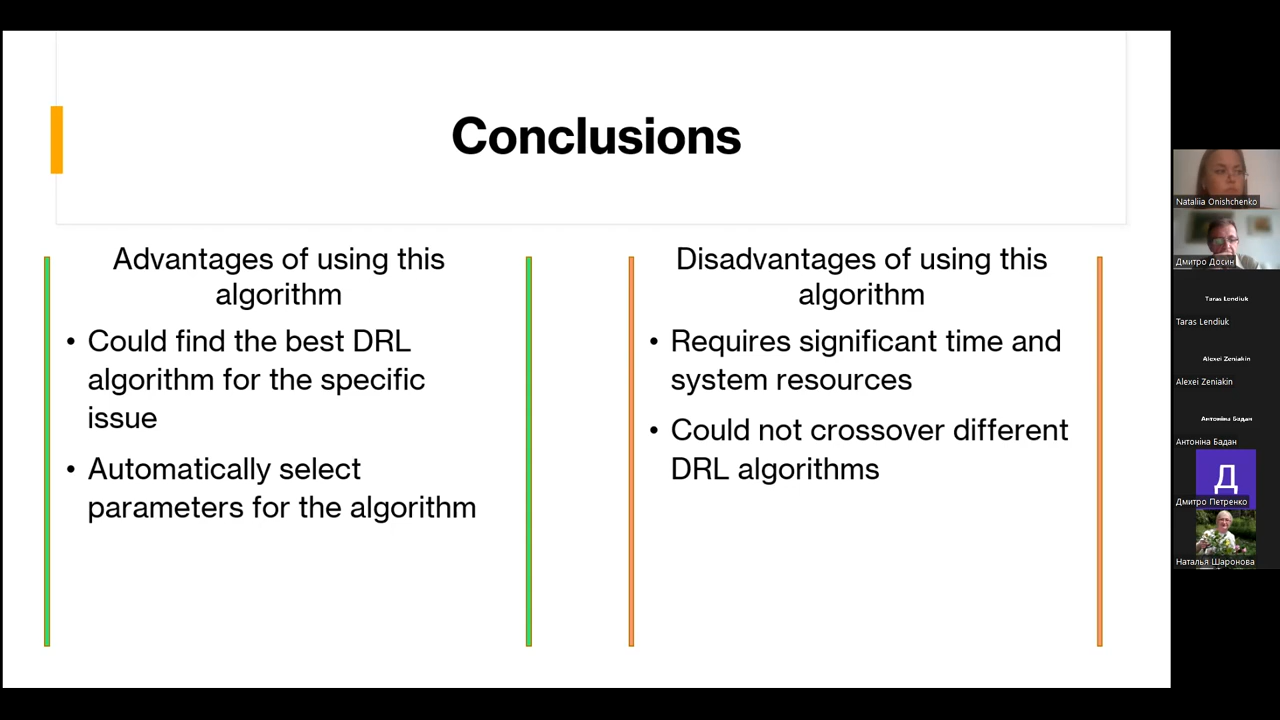 Conclusions
Advantages of using this
algorithm
• Could find the best DRL
algorithm for the specific
issue
• Automatically select
parameters for the algorithm
Disadvantages of using this
algorithm
• Requires significant time and
system resources
• Could not crossover different
DRL algorithms
Nataliia Onishchenko
Дмитро Досин
Taras Lendiuk
Taras Lendiuk
Alexei Zeniakin
Alexei Zeniakin
Антоніна Бадан
Антоніна Бадан
Д
Дмитро Петренко
Наталья Шаронова